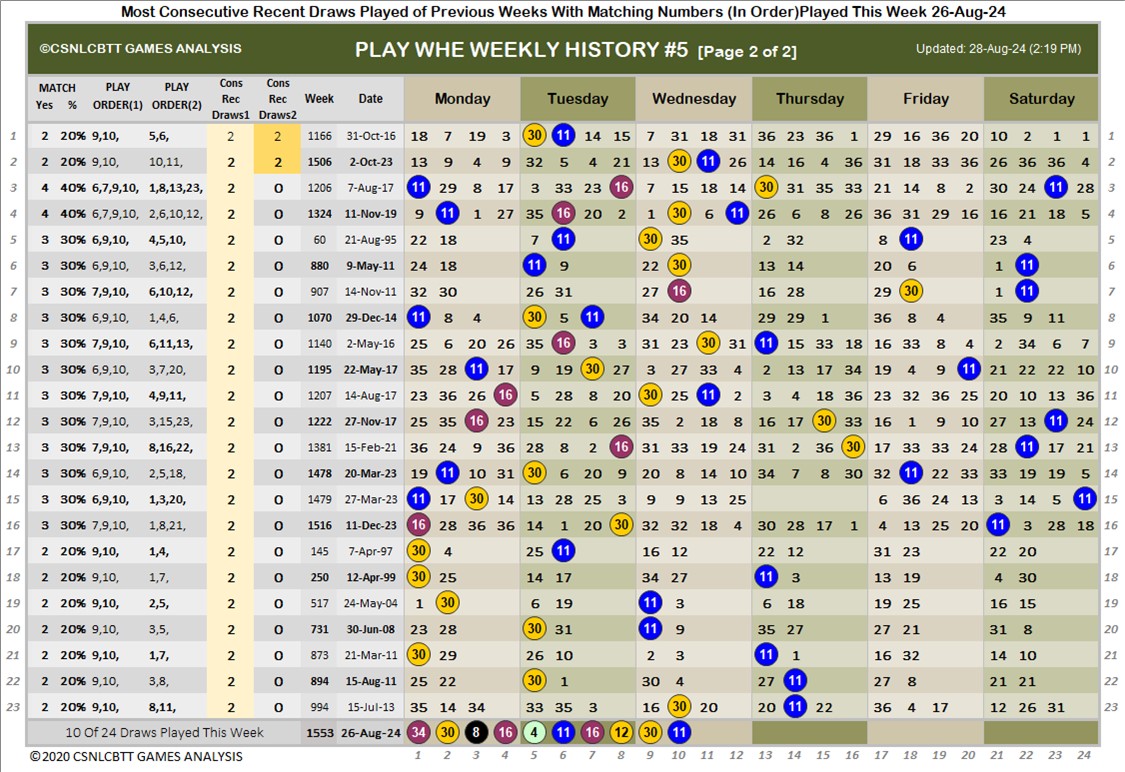 Most Consecutive Recent Draws Played of Previous Weeks With Matching Numbers (In Order)Played This Week 26-Aug-24
©CSNLCBTT GAMES ANALYSIS PLAY WHE WEEKLY HISTORY #5 [Page 2 of 2] Updated: 28-Aug-24 (2:19 PM)
MATCH Yes % PLAY ORDER(1) PLAY ORDER(2) Cons Rec Draws1 Cons Rec Draws2 Week Date Monday Tuesday Wednesday Thursday Friday Saturday
1 2 20% 9,10, 5,6, 2 2 1166 31-Oct-16 18 7 19 3 30 11 14 15 7 31 18 31 36 23 36 1 29 16 36 20 10 2 1 1 1
2 2 20% 9,10, 10,11, 2 2 1506 2-Oct-23 13 9 4 9 32 5 4 21 13 30 11 26 14 16 4 36 31 18 33 36 26 36 36 4 2
3 4 40% 6,7,9,10, 1,8,13,23, 2 0 1206 7-Aug-17 11 29 8 17 3 33 23 16 7 15 18 14 30 31 35 33 21 14 8 2 30 24 11 28 3
4 4 40% 6,7,9,10, 2,6,10,12, 2 0 1324 11-Nov-19 9 11 1 27 35 16 20 2 1 30 6 11 26 6 8 26 36 31 29 16 16 21 18 5 4
5 3 30% 6,9,10, 4,5,10, 2 0 60 21-Aug-95 22 18 7 11 30 35 2 32 8 11 23 4 5
6 3 30% 6,9,10, 3,6,12, 2 0 880 9-May-11 24 18 11 9 22 30 13 14 20 6 1 11 6
7 3 30% 7,9,10, 6,10,12, 2 0 907 14-Nov-11 32 30 26 31 27 16 16 28 29 30 1 11 7
8 3 30% 6,9,10, 1,4,6, 2 0 1070 29-Dec-14 11 8 4 30 5 11 34 20 14 29 29 1 36 8 4 35 9 11 8
9 3 30% 7,9,10, 6,11,13, 2 0 1140 2-May-16 25 6 20 26 35 16 3 3 31 23 30 31 11 15 33 18 16 33 8 4 2 34 6 7 9
10 3 30% 6,9,10, 3,7,20, 2 0 1195 22-May-17 35 28 11 17 9 19 30 27 3 27 33 4 2 13 17 34 19 4 9 11 21 22 22 10 10
11 3 30% 7,9,10, 4,9,11, 2 0 1207 14-Aug-17 23 36 26 16 5 28 8 20 30 25 11 2 3 4 18 36 23 32 36 25 20 10 13 36 11
12 3 30% 7,9,10, 3,15,23, 2 0 1222 27-Nov-17 25 35 16 23 15 22 6 26 35 2 18 8 16 17 30 33 16 1 9 10 27 13 11 24 12
13 3 30% 7,9,10, 8,16,22, 2 0 1381 15-Feb-21 36 24 9 36 28 8 2 16 31 33 19 24 31 2 36 30 17 33 33 24 28 11 17 21 13
14 3 30% 6,9,10, 2,5,18, 2 0 1478 20-Mar-23 19 11 10 31 30 6 20 9 20 8 14 10 34 7 8 30 32 11 22 33 33 19 19 5 14
15 3 30% 6,9,10, 1,3,20, 2 0 1479 27-Mar-23 11 17 30 14 13 28 25 3 9 9 13 25 6 36 24 13 3 14 5 11 15
16 3 30% 7,9,10, 1,8,21, 2 0 1516 11-Dec-23 16 28 36 36 14 1 20 30 32 32 18 4 30 28 17 1 4 13 25 20 11 3 28 18 16
17 2 20% 9,10, 1,4, 2 0 145 7-Apr-97 30 4 25 11 16 12 22 12 31 23 22 20 17
18 2 20% 9,10, 1,7, 2 0 250 12-Apr-99 30 25 14 17 34 27 11 3 13 19 4 30 18
19 2 20% 9,10, 2,5, 2 0 517 24-May-04 1 30 6 19 11 3 6 18 19 25 16 15 19
20 2 20% 9,10, 3,5, 2 0 731 30-Jun-08 23 28 30 31 11 9 35 27 27 21 31 8 20
21 2 20% 9,10, 1,7, 2 0 873 21-Mar-11 30 29 26 10 2 3 11 1 16 32 14 10 21
22 2 20% 9,10, 3,8, 2 0 894 15-Aug-11 25 22 30 1 30 4 27 11 27 8 21 21 22
23 2 20% 9,10, 8,11, 2 0 994 15-Jul-13 35 14 34 33 35 3 16 30 20 20 11 22 36 4 17 12 26 31 23
10 Of 24 Draws Played This Week 1553 26-Aug-24 34 30 8 16 4 11 16 12 30 11
©2020 CSNLCBTT GAMES ANALYSIS 1 2 3 4 5 6 7 8 9 10 11 12 13 14 15 16 17 18 19 20 21 22 23 24